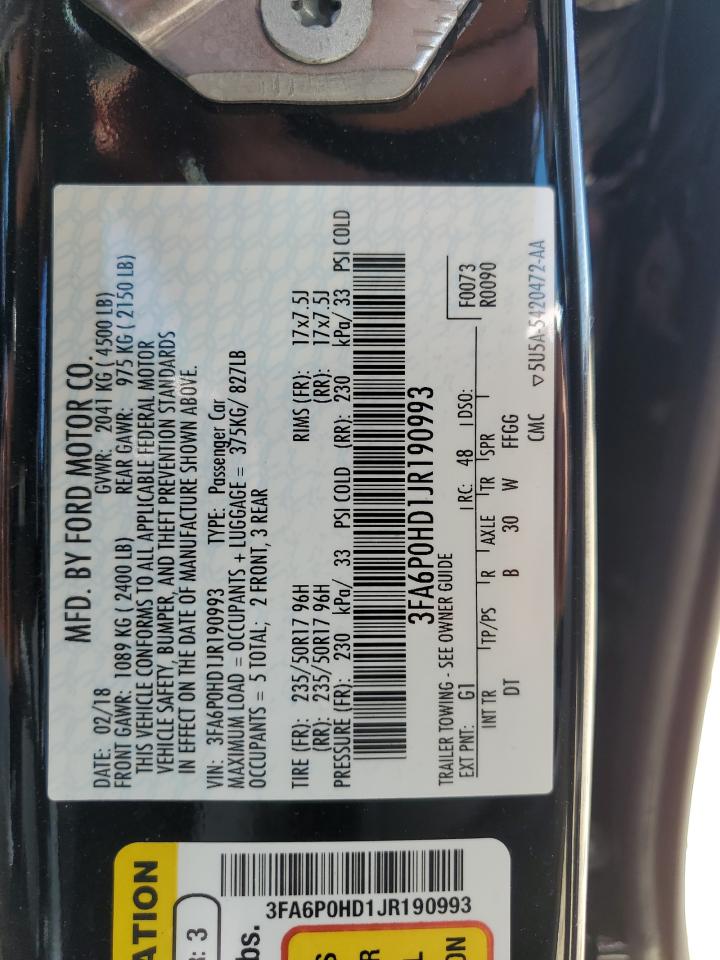 MFD. BY FORD MOTOR CO.
DATE: 02/18 GVWR: 2041 KG ( 4500 LB)
FRONT GAWR: 1089 KG ( 2400 LB) REAR GAWR: 975 KG ( 2150 LB)
THIS VEHICLE CONFORMS TO ALL APPLICABLE FEDERAL MOTOR
VEHICLE SAFETY, BUMPER, AND THEFT PREVENTION STANDARDS
IN EFFECT ON THE DATE OF MANUFACTURE SHOWN ABOVE.
VIN: 3FA6P0HD1JR190993 TYPE: Passenger Car
MAXIMUM LOAD = OCCUPANTS + LUGGAGE = 375KG/ 827LB
OCCUPANTS = 5 TOTAL; 2 FRONT, 3 REAR
TIRE (FR): 235/50R17 96H RIMS (FR): 17x7.5J
(RR): 235/50R17 96H (RR): 17x7.5J
PRESSURE (FR): 230 kPa/ 33 PSI COLD (RR): 230 kPa/ 33 PSI COLD
3FA6P0HD1JR190993
TRAILER TOWING - SEE OWNER GUIDE
EXT PNT: G1 RC: 48 DSO: F0073
R0090
INT TR TP/PS R AXLE TR SPR
DT B 30 W FFGG
CMC ▽5U5A-5420472-AA
ATION
R: 3
3FA6P0HD1JR190993
bs.
S
R
L
ON